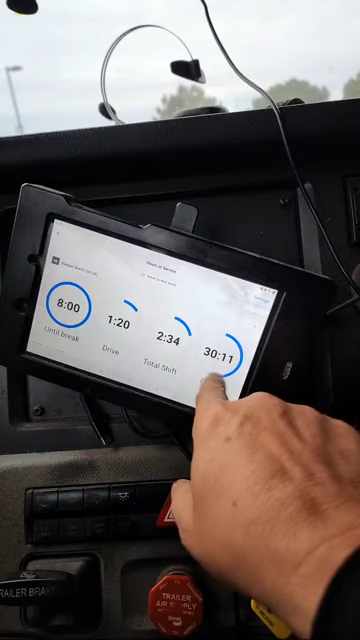 Hours of Service
Settings
8:00
Until break
1:20
Drive
2:34
Total Shift
30:11
TRAILER BRAKE
TRAILER
AIR SUPPLY